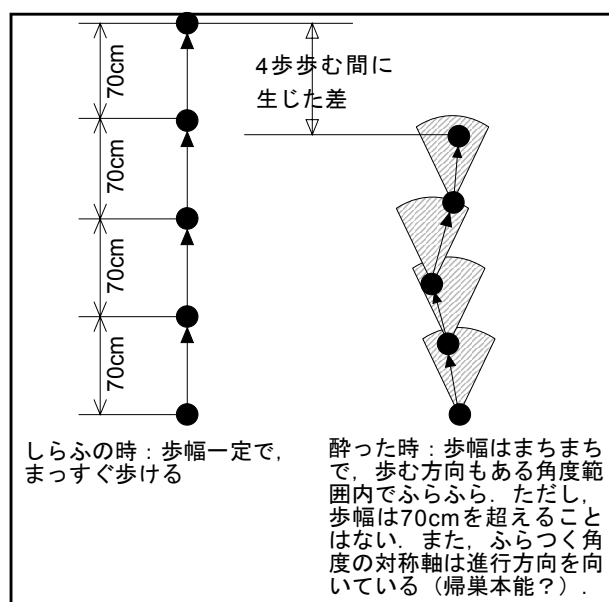 70cm
70cm
70cm
70cm
4歩歩む間に
生じた差
しらふの時：歩幅一定で，
まっすぐ歩ける
酔った時：歩幅はまちまち
で，歩む方向もある角度範
囲内でふらふら．ただし，
歩幅は70cmを超えること
はない．また，ふらつく角
度の対称軸は進行方向を向
いている（帰巣本能？）．